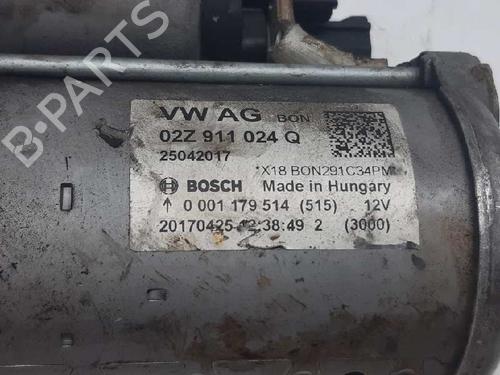 VW AG BON
02Z 911 024 Q
25042017
*X18 BON291C34PM*
BOSCH Made in Hungary
0 001 179 514 (515) 12V
20170425 12:38:49 2 (3000)
B-PARTS